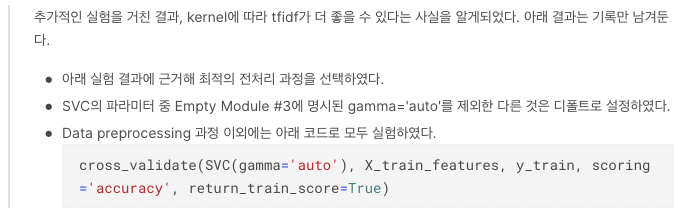 추가적인 실험을 거친 결과, kernel에 따라 tfidf가 더 좋을 수 있다는 사실을 알게되었다. 아래 결과는 기록만 남겨둔
다.
• 아래 실험 결과에 근거해 최적의 전처리 과정을 선택하였다.
• SVC의 파라미터 중 Empty Module #3에 명시된 gamma='auto'를 제외한 다른 것은 디폴트로 설정하였다.
• Data preprocessing 과정 이외에는 아래 코드로 모두 실험하였다.
cross_validate(SVC(gamma='auto'), X_train_features, y_train, scoring
='accuracy', return_train_score=True)